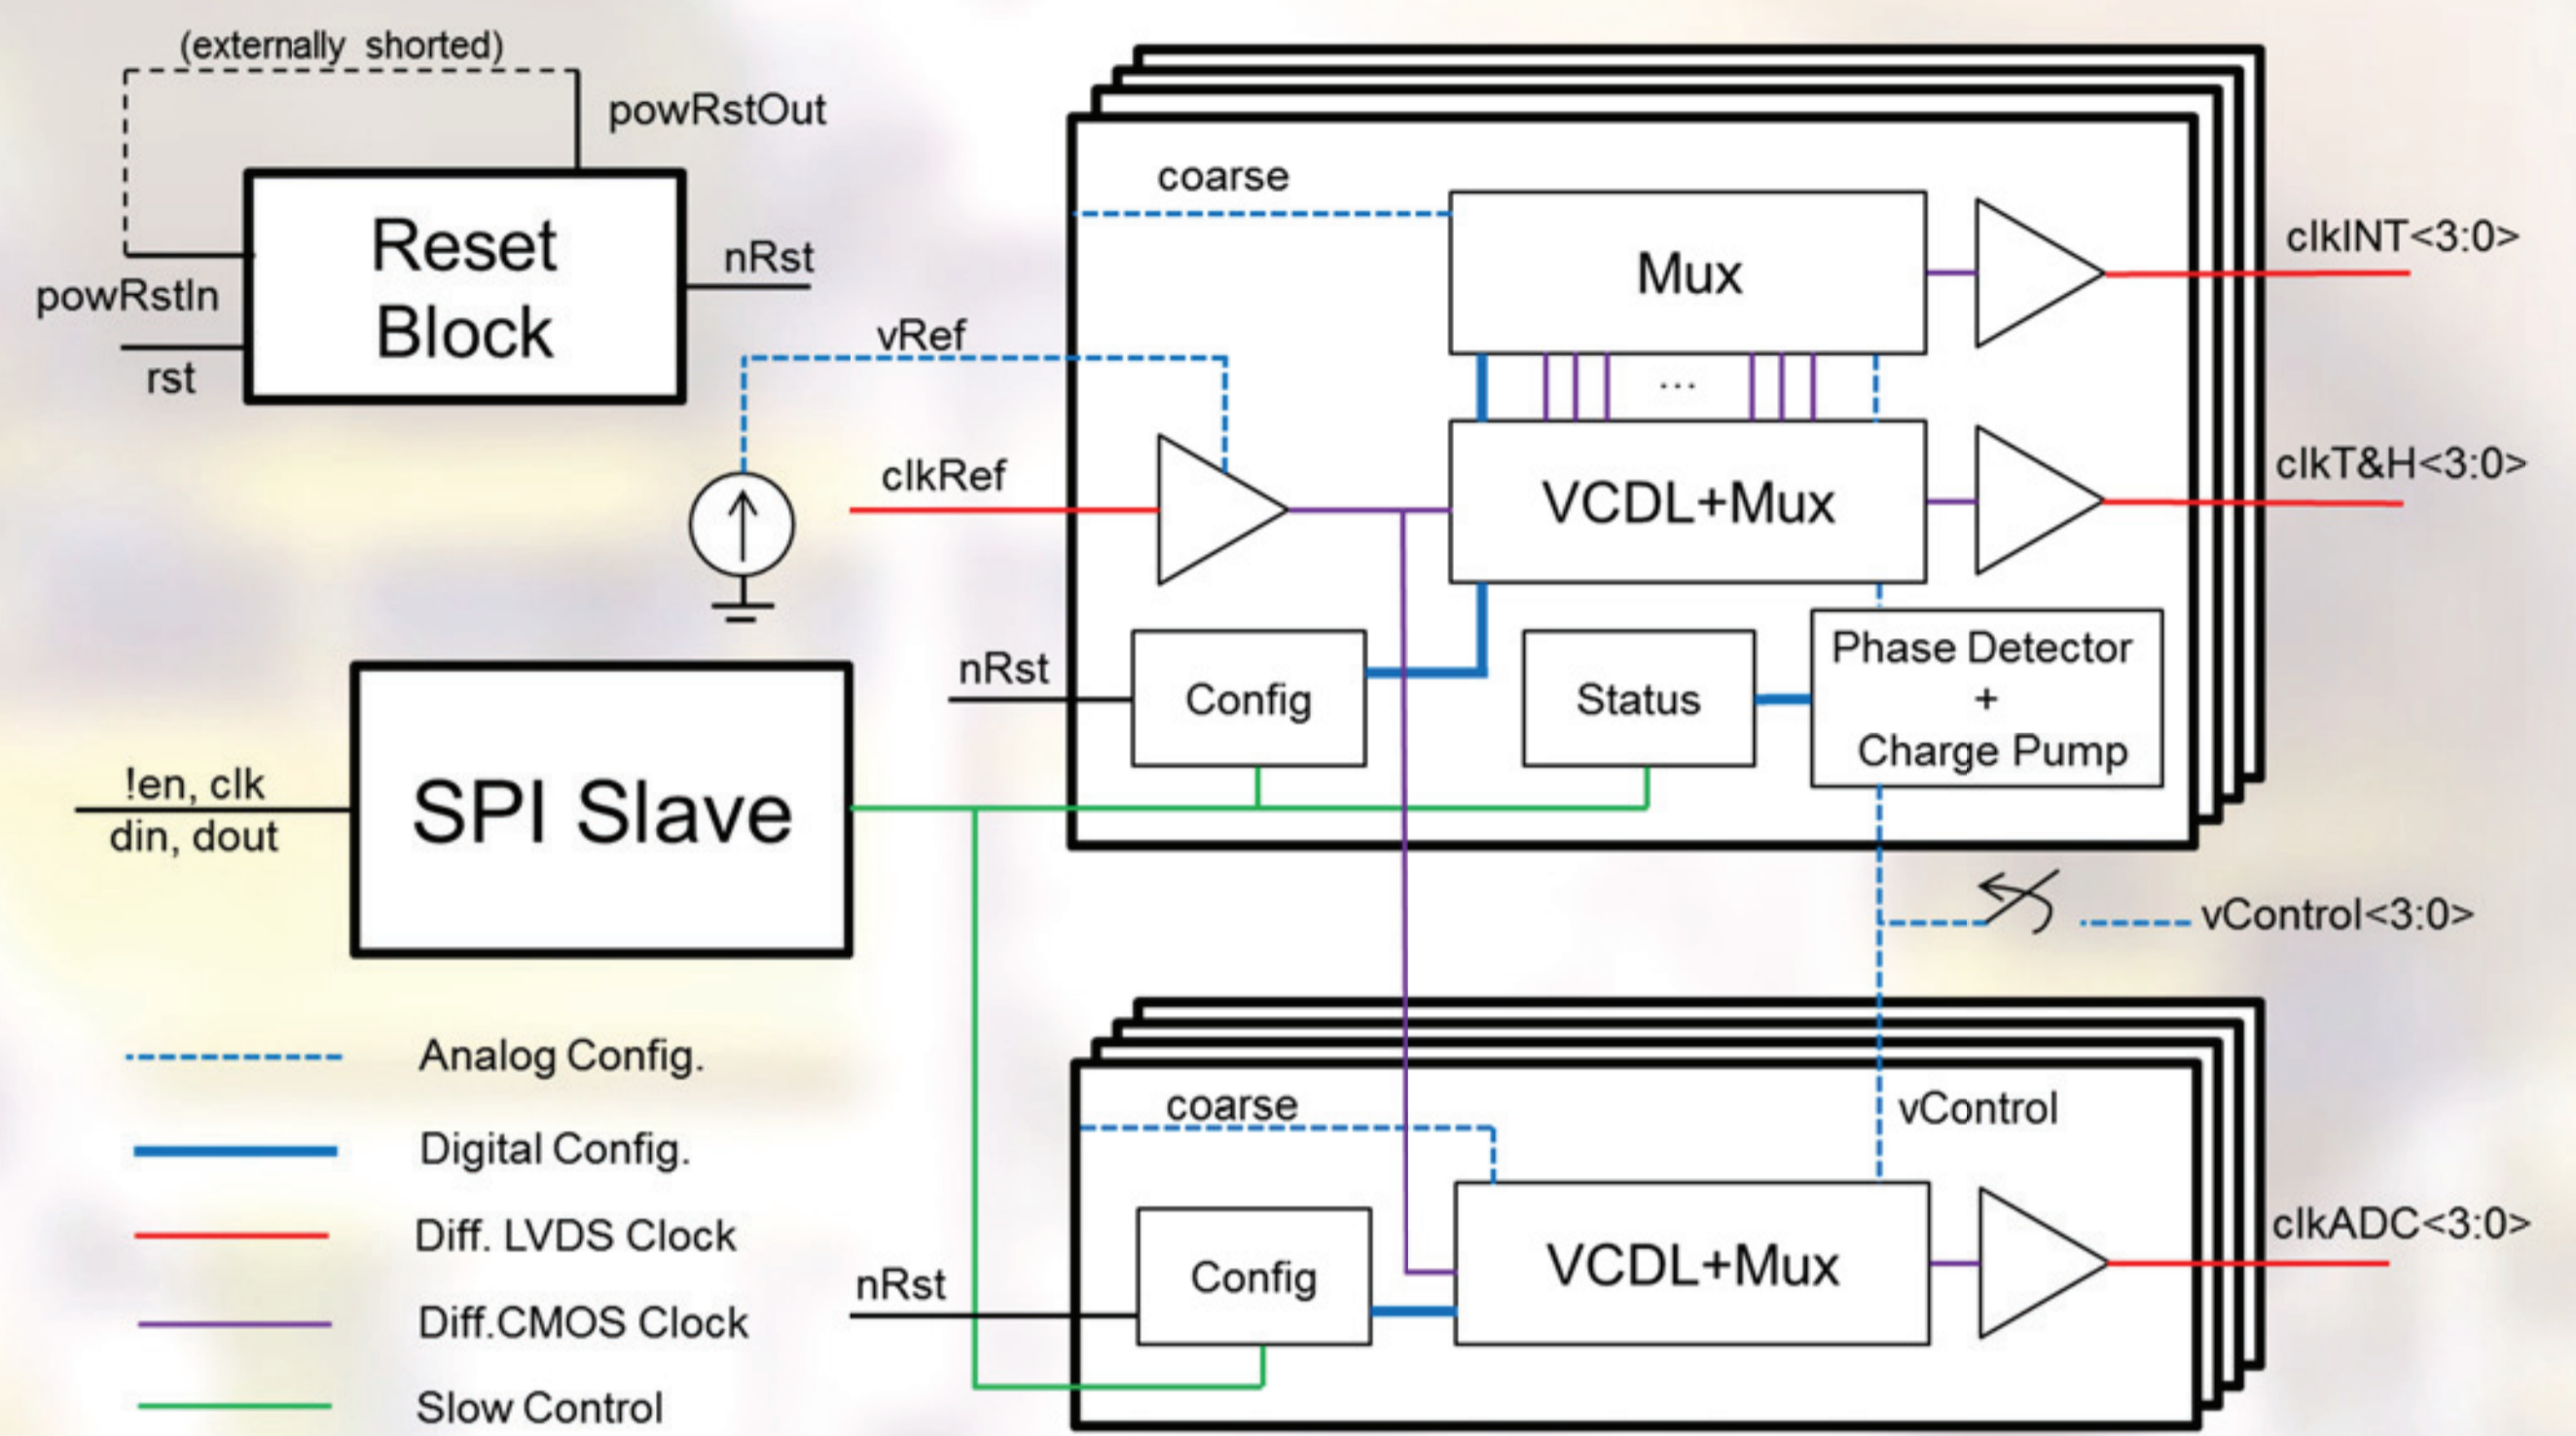 (externally shorted)
powRstOut
Reset
Block
nRst
powRstIn
rst
vRef
clkRef
coarse
Mux
clkINT<3:0>
...
VCDL+Mux
clkT&H<3:0>
nRst
Config
Status
Phase Detector
+
Charge Pump
!en, clk
din, dout
SPI Slave
vControl<3:0>
coarse
vControl
nRst
Config
VCDL+Mux
clkADC<3:0>
Analog Config.
Digital Config.
Diff. LVDS Clock
Diff.CMOS Clock
Slow Control